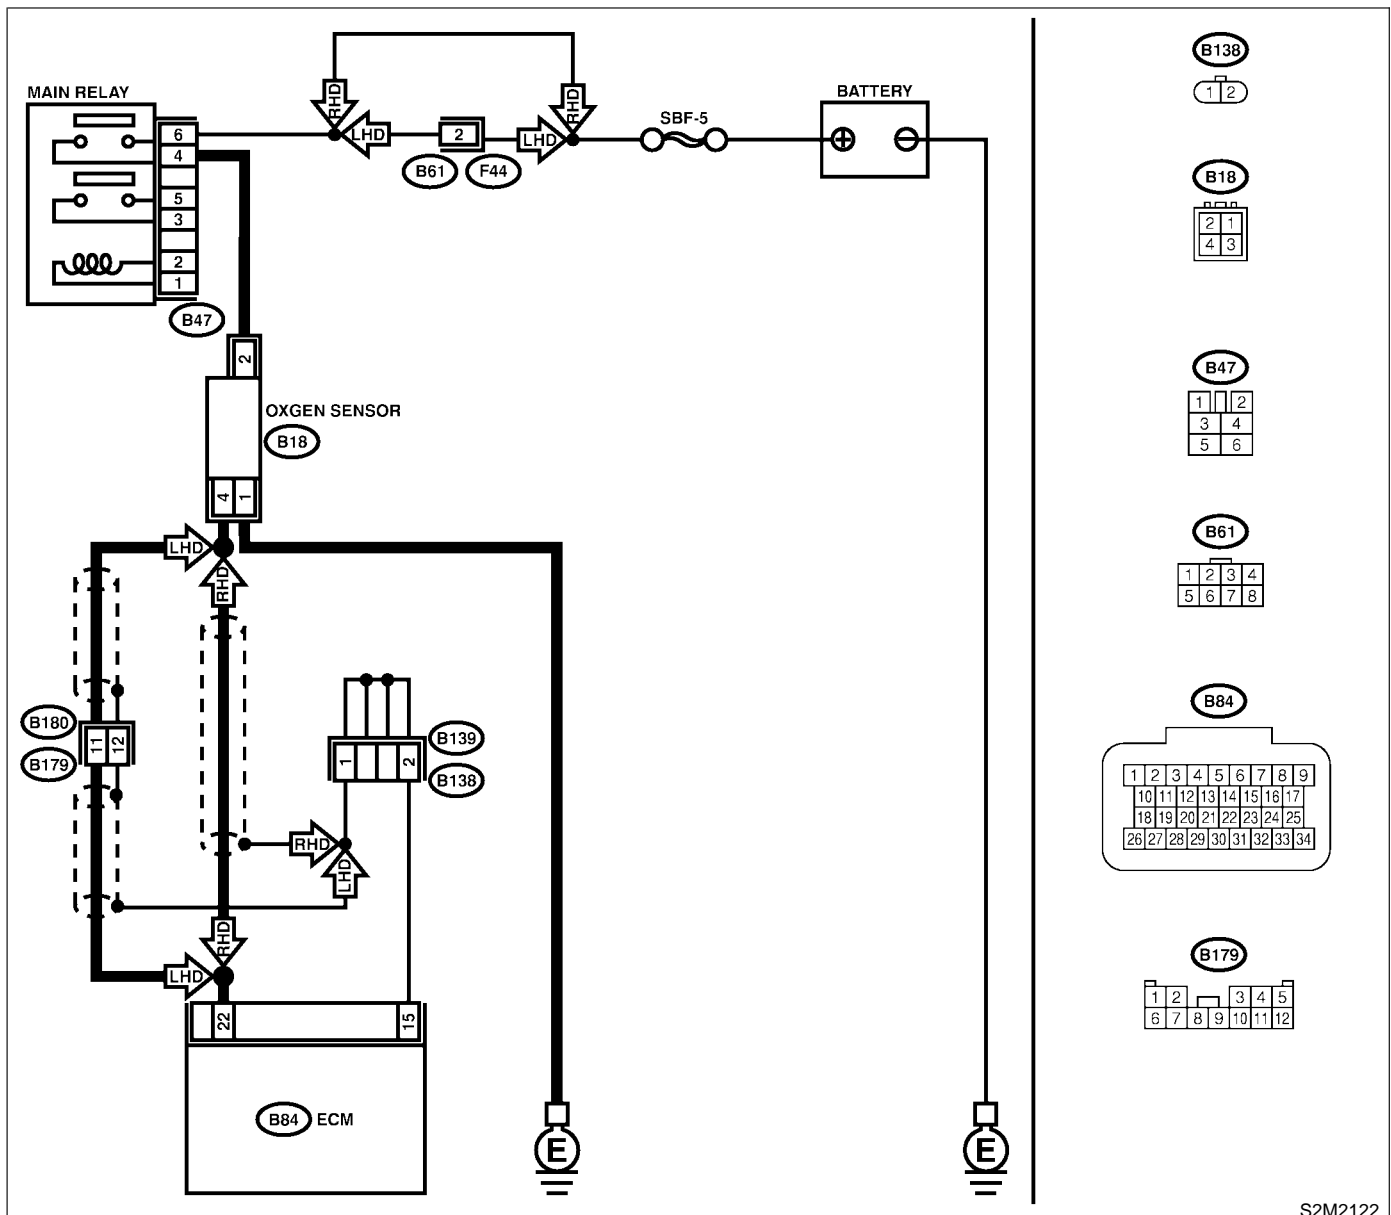 MAIN RELAY
6
4
5
3
2
1
B47
RHD
LHD
2
B61
F44
LHD
RHD
SBF-5
BATTERY
2
OXGEN SENSOR
B18
4
1
LHD
RHD
B180
B179
11
12
1
2
B139
B138
RHD
LHD
RHD
LHD
22
15
B84 ECM
E
E
B138
1 2
B18
2 1
4 3
B47
1 2
3 4
5 6
B61
1 2 3 4
5 6 7 8
B84
1 2 3 4 5 6 7 8 9
10 11 12 13 14 15 16 17
18 19 20 21 22 23 24 25
26 27 28 29 30 31 32 33 34
B179
1 2 3 4 5
6 7 8 9 10 11 12
S2M2122